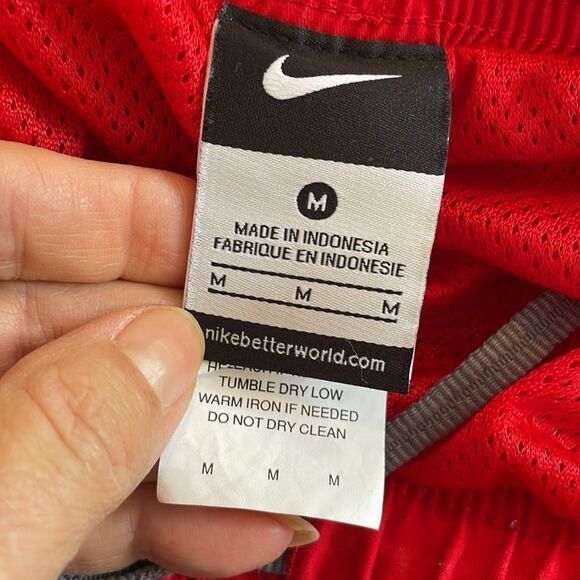 M
MADE IN INDONESIA
FABRIQUE EN INDONESIE
M M M
nikebetterworld.com
TUMBLE DRY LOW
WARM IRON IF NEEDED
DO NOT DRY CLEAN
M M M